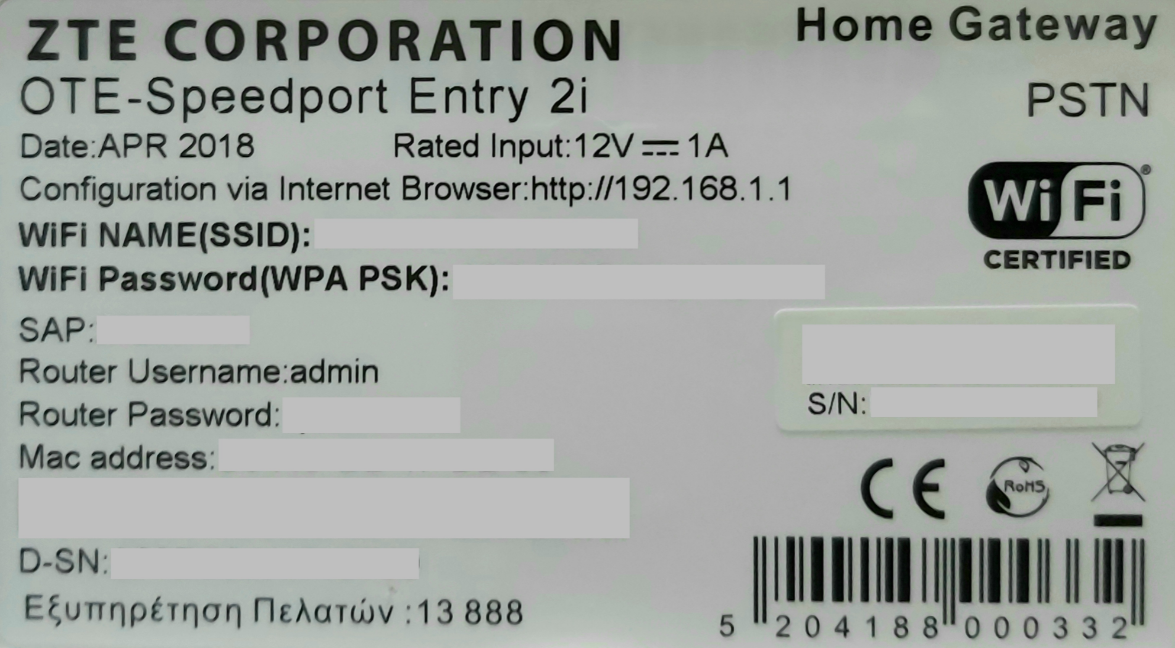 ZTE CORPORATION
Home Gateway
OTE-Speedport Entry 2i
PSTN
Date:APR 2018 Rated Input:12V ⎓ 1A
Configuration via Internet Browser:http://192.168.1.1
WiFi NAME(SSID):
WiFi Password(WPA PSK):
WiFi
CERTIFIED
SAP:
Router Username:admin
Router Password:
Mac address:
S/N:
CE
RoHS
D-SN:
Εξυπηρέτηση Πελατών :13 888
5 204188 000332